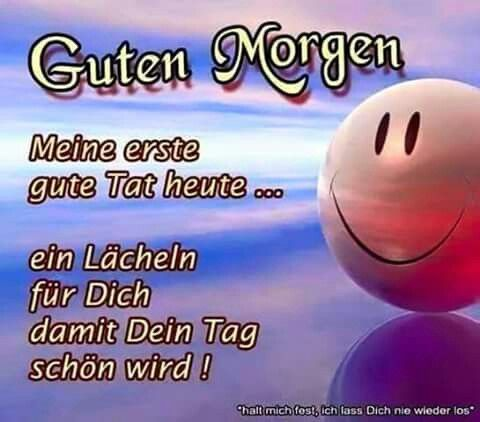 Guten Morgen
Meine erste
gute Tat heute ...
ein Lächeln
für Dich
damit Dein Tag
schön wird !
*halt mich fest, ich lass Dich nie wieder los*